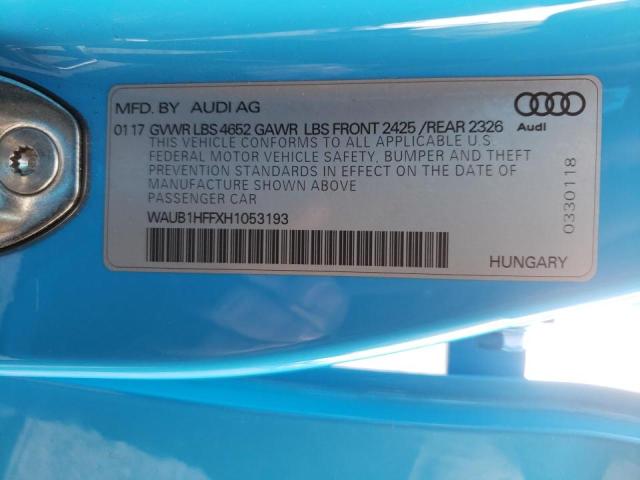 MFD. BY AUDI AG
0117 GVWR LBS 4652 GAWR LBS FRONT 2425 /REAR 2326
Audi
THIS VEHICLE CONFORMS TO ALL APPLICABLE U.S.
FEDERAL MOTOR VEHICLE SAFETY, BUMPER AND THEFT
PREVENTION STANDARDS IN EFFECT ON THE DATE OF
MANUFACTURE SHOWN ABOVE
PASSENGER CAR
WAUB1HFFXH1053193
0330118
HUNGARY